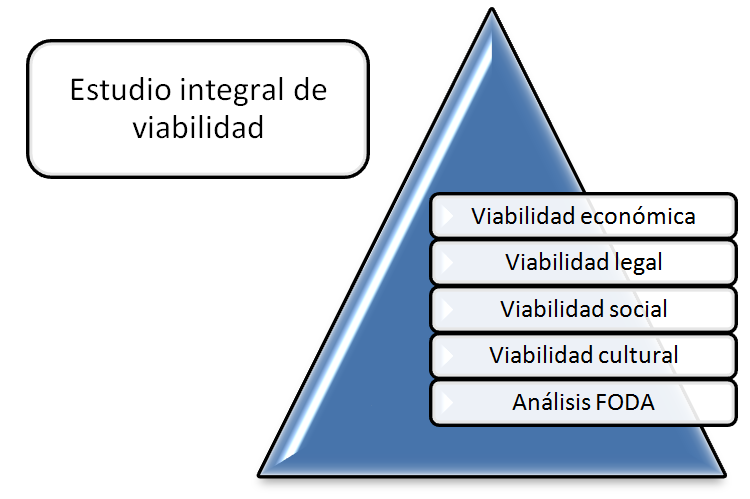 Estudio integral de
viabilidad
Viabilidad económica
Viabilidad legal
Viabilidad social
Viabilidad cultural
Análisis FODA